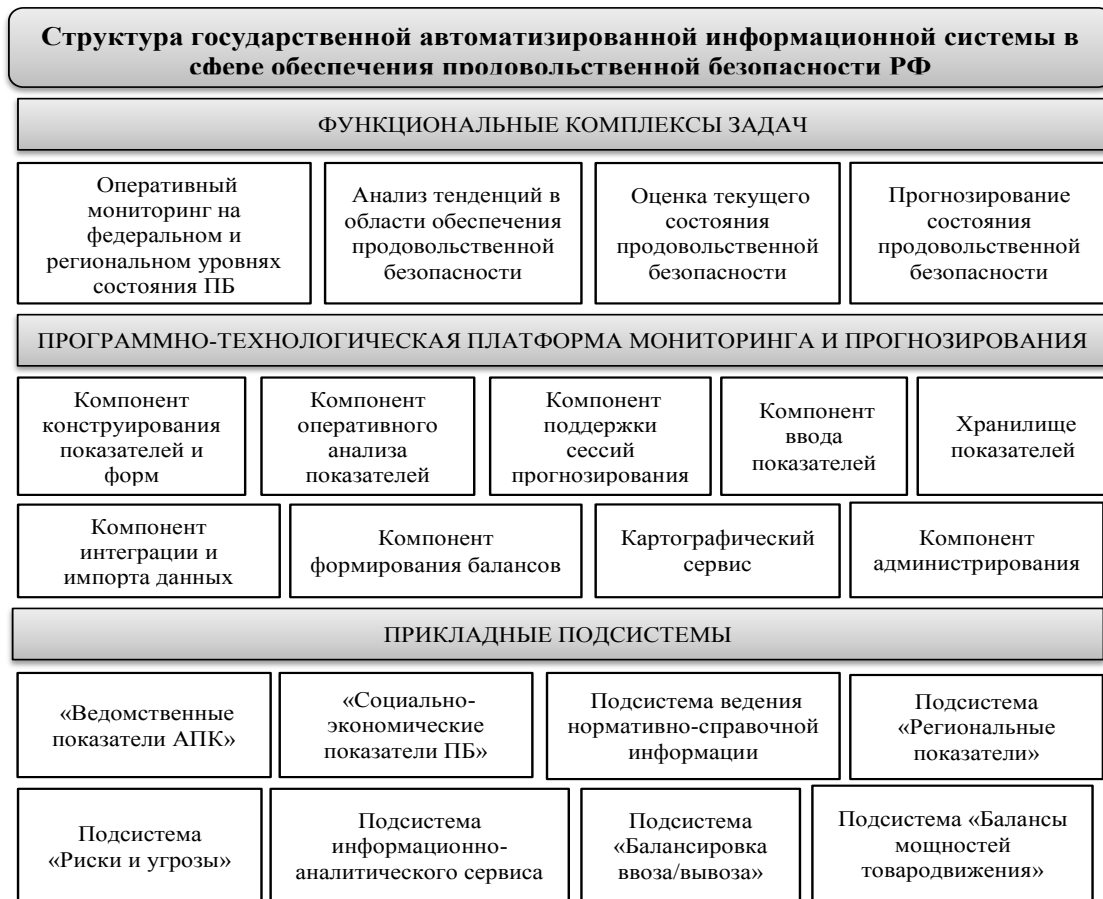 Структура государственной автоматизированной информационной системы в
сфере обеспечения продовольственной безопасности РФ
ФУНКЦИОНАЛЬНЫЕ КОМПЛЕКСЫ ЗАДАЧ
Оперативный
мониторинг на
федеральном и
региональном уровнях
состояния ПБ
Анализ тенденций в
области обеспечения
продовольственной
безопасности
Оценка текущего
состояния
продовольственной
безопасности
Прогнозирование
состояния
продовольственной
безопасности
ПРОГРАММНО-ТЕХНОЛОГИЧЕСКАЯ ПЛАТФОРМА МОНИТОРИНГА И ПРОГНОЗИРОВАНИЯ
Компонент
конструирования
показателей и
форм
Компонент
оперативного
анализа
показателей
Компонент
поддержки
сессий
прогнозирования
Компонент
ввода
показателей
Хранилище
показателей
Компонент
интеграции и
импорта данных
Компонент
формирования балансов
Картографический
сервис
Компонент
администрирования
ПРИКЛАДНЫЕ ПОДСИСТЕМЫ
«Ведомственные
показатели АПК»
«Социально-
экономические
показатели ПБ»
Подсистема ведения
нормативно-справочной
информации
Подсистема
«Региональные
показатели»
Подсистема
«Риски и угрозы»
Подсистема
информационно-
аналитического сервиса
Подсистема
«Балансировка
ввоза/вывоза»
Подсистема «Балансы
мощностей
товародвижения»